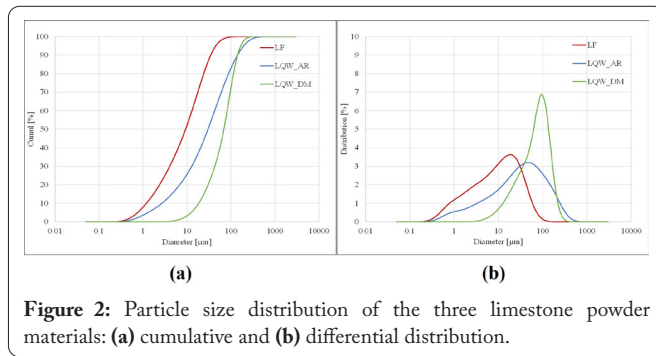 100
90
80
70
60
50
40
30
20
10
0
Cumul [%]
0.01 0.1 1 10 100 1000 10000
Diameter [µm]
LF
LQW_AR
LQW_DM
(a)
10
9
8
7
6
5
4
3
2
1
0
Distribution [%]
0.01 0.1 1 10 100 1000 10000
Diameter [µm]
LF
LQW_AR
LQW_DM
(b)
Figure 2: Particle size distribution of the three limestone powder
materials: (a) cumulative and (b) differential distribution.